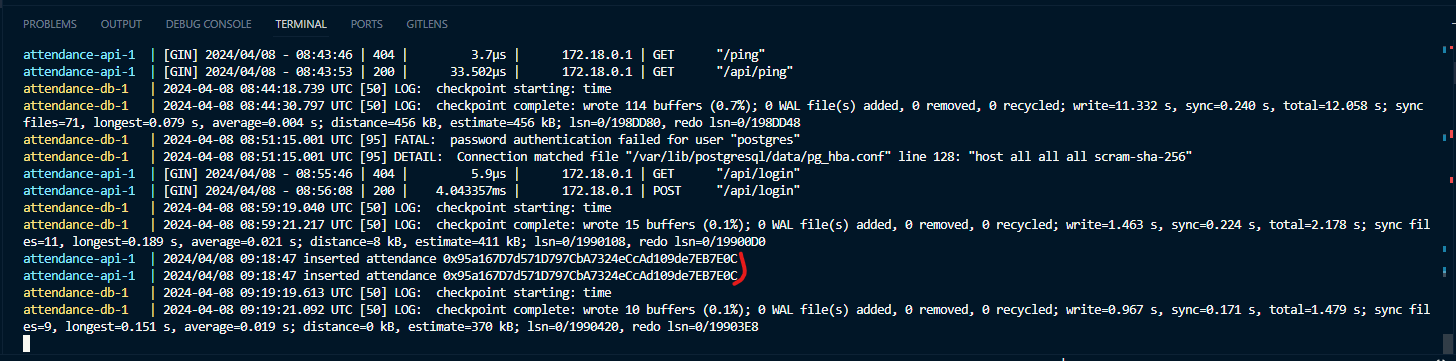 PROBLEMS OUTPUT DEBUG CONSOLE TERMINAL PORTS GITLENS
attendance-api-1 | [GIN] 2024/04/08 - 08:43:46 | 404 | 3.7µs | 172.18.0.1 | GET "/ping"
attendance-api-1 | [GIN] 2024/04/08 - 08:43:53 | 200 | 33.502µs | 172.18.0.1 | GET "/api/ping"
attendance-db-1 | 2024-04-08 08:44:18.739 UTC [50] LOG: checkpoint starting: time
attendance-db-1 | 2024-04-08 08:44:30.797 UTC [50] LOG: checkpoint complete: wrote 114 buffers (0.7%); 0 WAL file(s) added, 0 removed, 0 recycled; write=11.332 s, sync=0.240 s, total=12.058 s; sync
files=71, longest=0.079 s, average=0.004 s; distance=456 kB, estimate=456 kB; lsn=0/198DD80, redo lsn=0/198DD48
attendance-db-1 | 2024-04-08 08:51:15.001 UTC [95] FATAL: password authentication failed for user "postgres"
attendance-db-1 | 2024-04-08 08:51:15.001 UTC [95] DETAIL: Connection matched file "/var/lib/postgresql/data/pg_hba.conf" line 128: "host all all all scram-sha-256"
attendance-api-1 | [GIN] 2024/04/08 - 08:55:46 | 404 | 5.9µs | 172.18.0.1 | GET "/api/login"
attendance-api-1 | [GIN] 2024/04/08 - 08:56:08 | 200 | 4.043357ms | 172.18.0.1 | POST "/api/login"
attendance-db-1 | 2024-04-08 08:59:19.040 UTC [50] LOG: checkpoint starting: time
attendance-db-1 | 2024-04-08 08:59:21.217 UTC [50] LOG: checkpoint complete: wrote 15 buffers (0.1%); 0 WAL file(s) added, 0 removed, 0 recycled; write=1.463 s, sync=0.224 s, total=2.178 s; sync fil
es=11, longest=0.189 s, average=0.021 s; distance=8 kB, estimate=411 kB; lsn=0/1990108, redo lsn=0/19900D0
attendance-api-1 | 2024/04/08 09:18:47 inserted attendance 0x95a167D7d571D797CbA7324eCcAd109de7EB7E0C
attendance-api-1 | 2024/04/08 09:18:47 inserted attendance 0x95a167D7d571D797CbA7324eCcAd109de7EB7E0C
attendance-db-1 | 2024-04-08 09:19:19.613 UTC [50] LOG: checkpoint starting: time
attendance-db-1 | 2024-04-08 09:19:21.092 UTC [50] LOG: checkpoint complete: wrote 10 buffers (0.1%); 0 WAL file(s) added, 0 removed, 0 recycled; write=0.967 s, sync=0.171 s, total=1.479 s; sync fil
es=9, longest=0.151 s, average=0.019 s; distance=0 kB, estimate=370 kB; lsn=0/1990420, redo lsn=0/19903E8